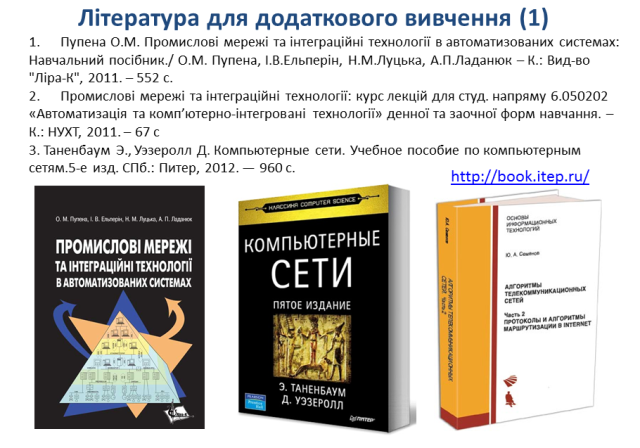 Література для додаткового вивчення (1)
1. Пупена О.М. Промислові мережі та інтеграційні технології в автоматизованих системах:
Навчальний посібник./ О.М. Пупена, І.В.Ельперін, Н.М.Луцька, А.П.Ладанюк – К.: Вид-во
"Ліра-К", 2011. – 552 с.
2. Промислові мережі та інтеграційні технології: курс лекцій для студ. напряму 6.050202
«Автоматизація та комп’ютерно-інтегровані технології» денної та заочної форм навчання. –
К.: НУХТ, 2011. – 67 с
3. Таненбаум Э., Уэзеролл Д. Компьютерные сети. Учебное пособие по компьютерным
сетям.5-е изд. СПб.: Питер, 2012. — 960 с.
http://book.itep.ru/
О. М. Пупена, І. В. Ельперін, Н. М. Луцька, А. П. Ладанюк
ПРОМИСЛОВІ МЕРЕЖІ
ТА ІНТЕГРАЦІЙНІ ТЕХНОЛОГІЇ
В АВТОМАТИЗОВАНИХ СИСТЕМАХ
КЛАССИКА COMPUTER SCIENCE
КОМПЬЮТЕРНЫЕ
СЕТИ
ПЯТОЕ ИЗДАНИЕ
Э. ТАНЕНБАУМ
Д. УЭЗЕРОЛЛ
ПИТЕР
ОСНОВЫ
ИНФОРМАЦИОННЫХ
ТЕХНОЛОГИЙ
Ю. А. Семенов
АЛГОРИТМЫ
ТЕЛЕКОММУНИКАЦИОННЫХ
СЕТЕЙ
Часть 2
ПРОТОКОЛЫ И АЛГОРИТМЫ
МАРШРУТИЗАЦИИ В INTERNET